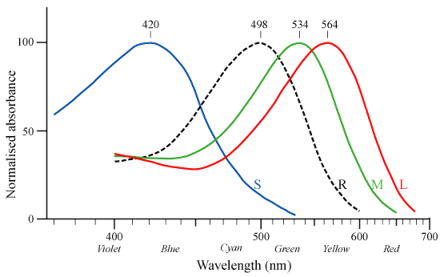 420 498 534 564
100
50
0
Normalised absorbance
S R M L
400 500 600 700
Violet Blue Cyan Green Yellow Red
Wavelength (nm)